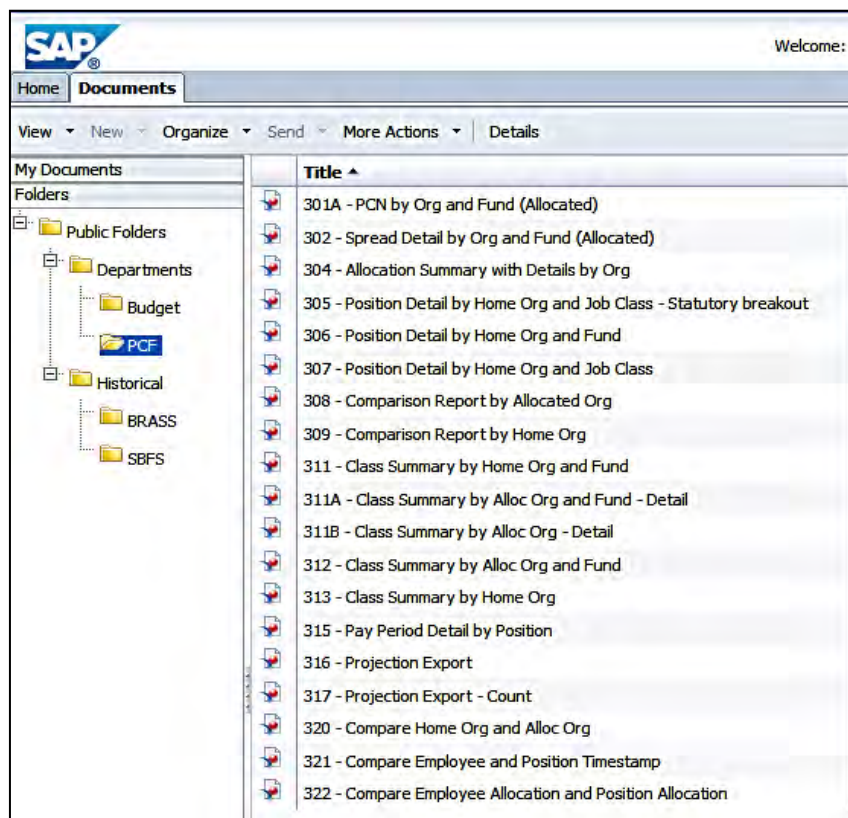 SAP®
Welcome:
Home Documents
View New Organize Send More Actions Details
My Documents
Folders
Public Folders
Departments
Budget
PCF
Historical
BRASS
SBFS
Title
301A - PCN by Org and Fund (Allocated)
302 - Spread Detail by Org and Fund (Allocated)
304 - Allocation Summary with Details by Org
305 - Position Detail by Home Org and Job Class - Statutory breakout
306 - Position Detail by Home Org and Fund
307 - Position Detail by Home Org and Job Class
308 - Comparison Report by Allocated Org
309 - Comparison Report by Home Org
311 - Class Summary by Home Org and Fund
311A - Class Summary by Alloc Org and Fund - Detail
311B - Class Summary by Alloc Org - Detail
312 - Class Summary by Alloc Org and Fund
313 - Class Summary by Home Org
315 - Pay Period Detail by Position
316 - Projection Export
317 - Projection Export - Count
320 - Compare Home Org and Alloc Org
321 - Compare Employee and Position Timestamp
322 - Compare Employee Allocation and Position Allocation